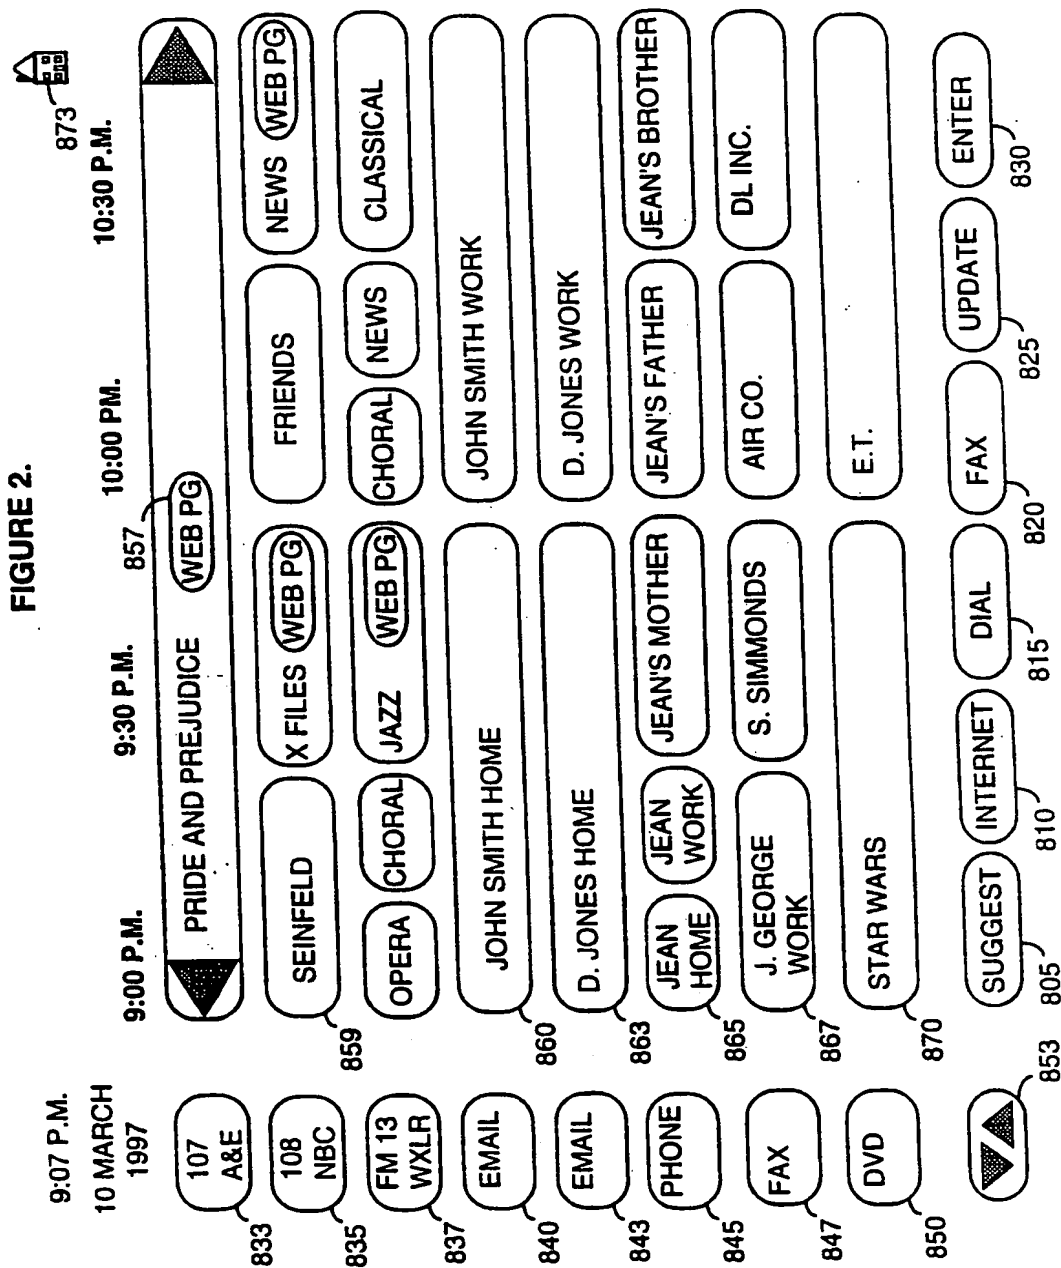 FIGURE 2.
9:07 P.M.
10 MARCH
1997
9:00 P.M.
9:30 P.M.
10:00 PM.
10:30 P.M.
873
857
107
A&E
833
PRIDE AND PREJUDICE
WEB PG
108
NBC
835
SEINFELD
859
X FILES
WEB PG
FRIENDS
NEWS
WEB PG
FM 13
WXLR
837
OPERA
CHORAL
JAZZ
WEB PG
CHORAL
NEWS
CLASSICAL
EMAIL
840
JOHN SMITH HOME
860
JOHN SMITH WORK
EMAIL
843
D. JONES HOME
863
D. JONES WORK
PHONE
845
JEAN
HOME
865
JEAN
WORK
JEAN'S MOTHER
JEAN'S FATHER
JEAN'S BROTHER
FAX
847
J. GEORGE
WORK
867
S. SIMMONDS
AIR CO.
DL INC.
DVD
850
STAR WARS
870
E.T.
853
SUGGEST
805
INTERNET
810
DIAL
815
FAX
820
UPDATE
825
ENTER
830